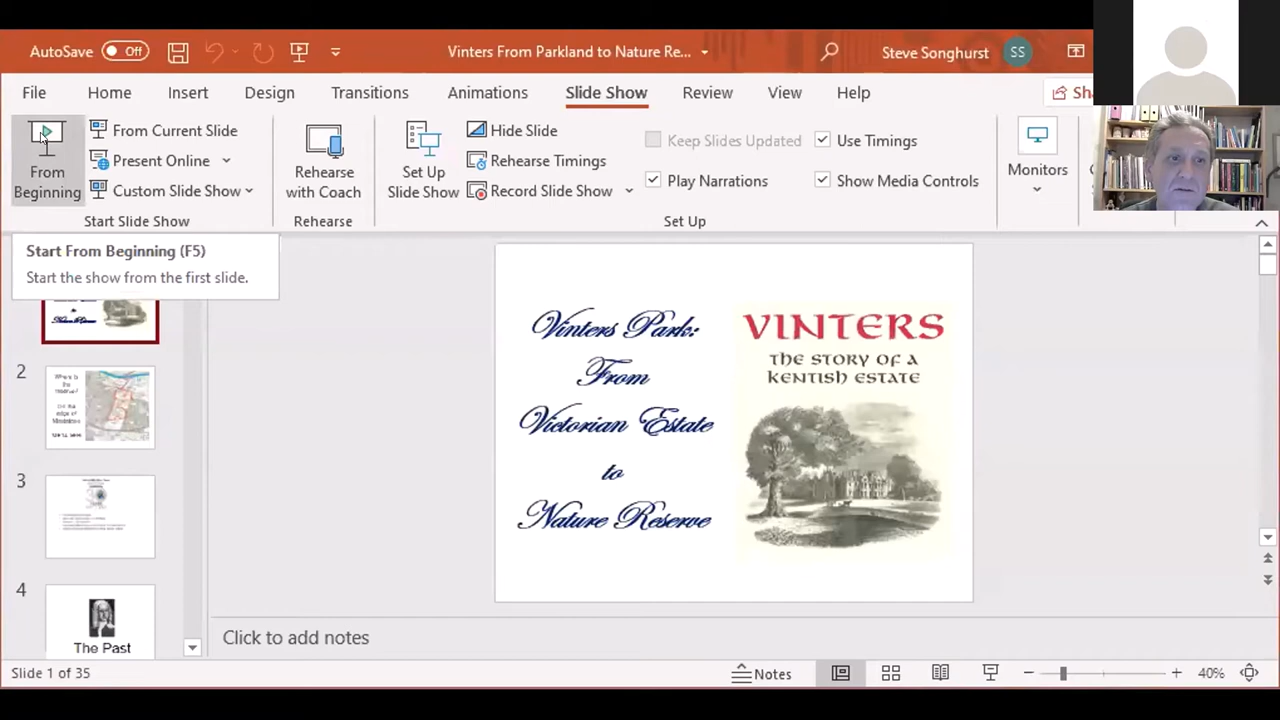 AutoSave Off Vinters From Parkland to Nature Re... Steve Songhurst SS
File Home Insert Design Transitions Animations Slide Show Review View Help
From Beginning
From Current Slide
Present Online
Custom Slide Show
Start Slide Show
Rehearse with Coach
Rehearse
Set Up Slide Show
Hide Slide
Rehearse Timings
Record Slide Show
Keep Slides Updated
Play Narrations
Use Timings
Show Media Controls
Set Up
Monitors
Start From Beginning (F5)
Start the show from the first slide.
2
Where is
the
3
4
The Past
Vinters Park:
From
Victorian Estate
to
Nature Reserve
VINTERS
THE STORY OF A
KENTISH ESTATE
Click to add notes
Slide 1 of 35
Notes
40%